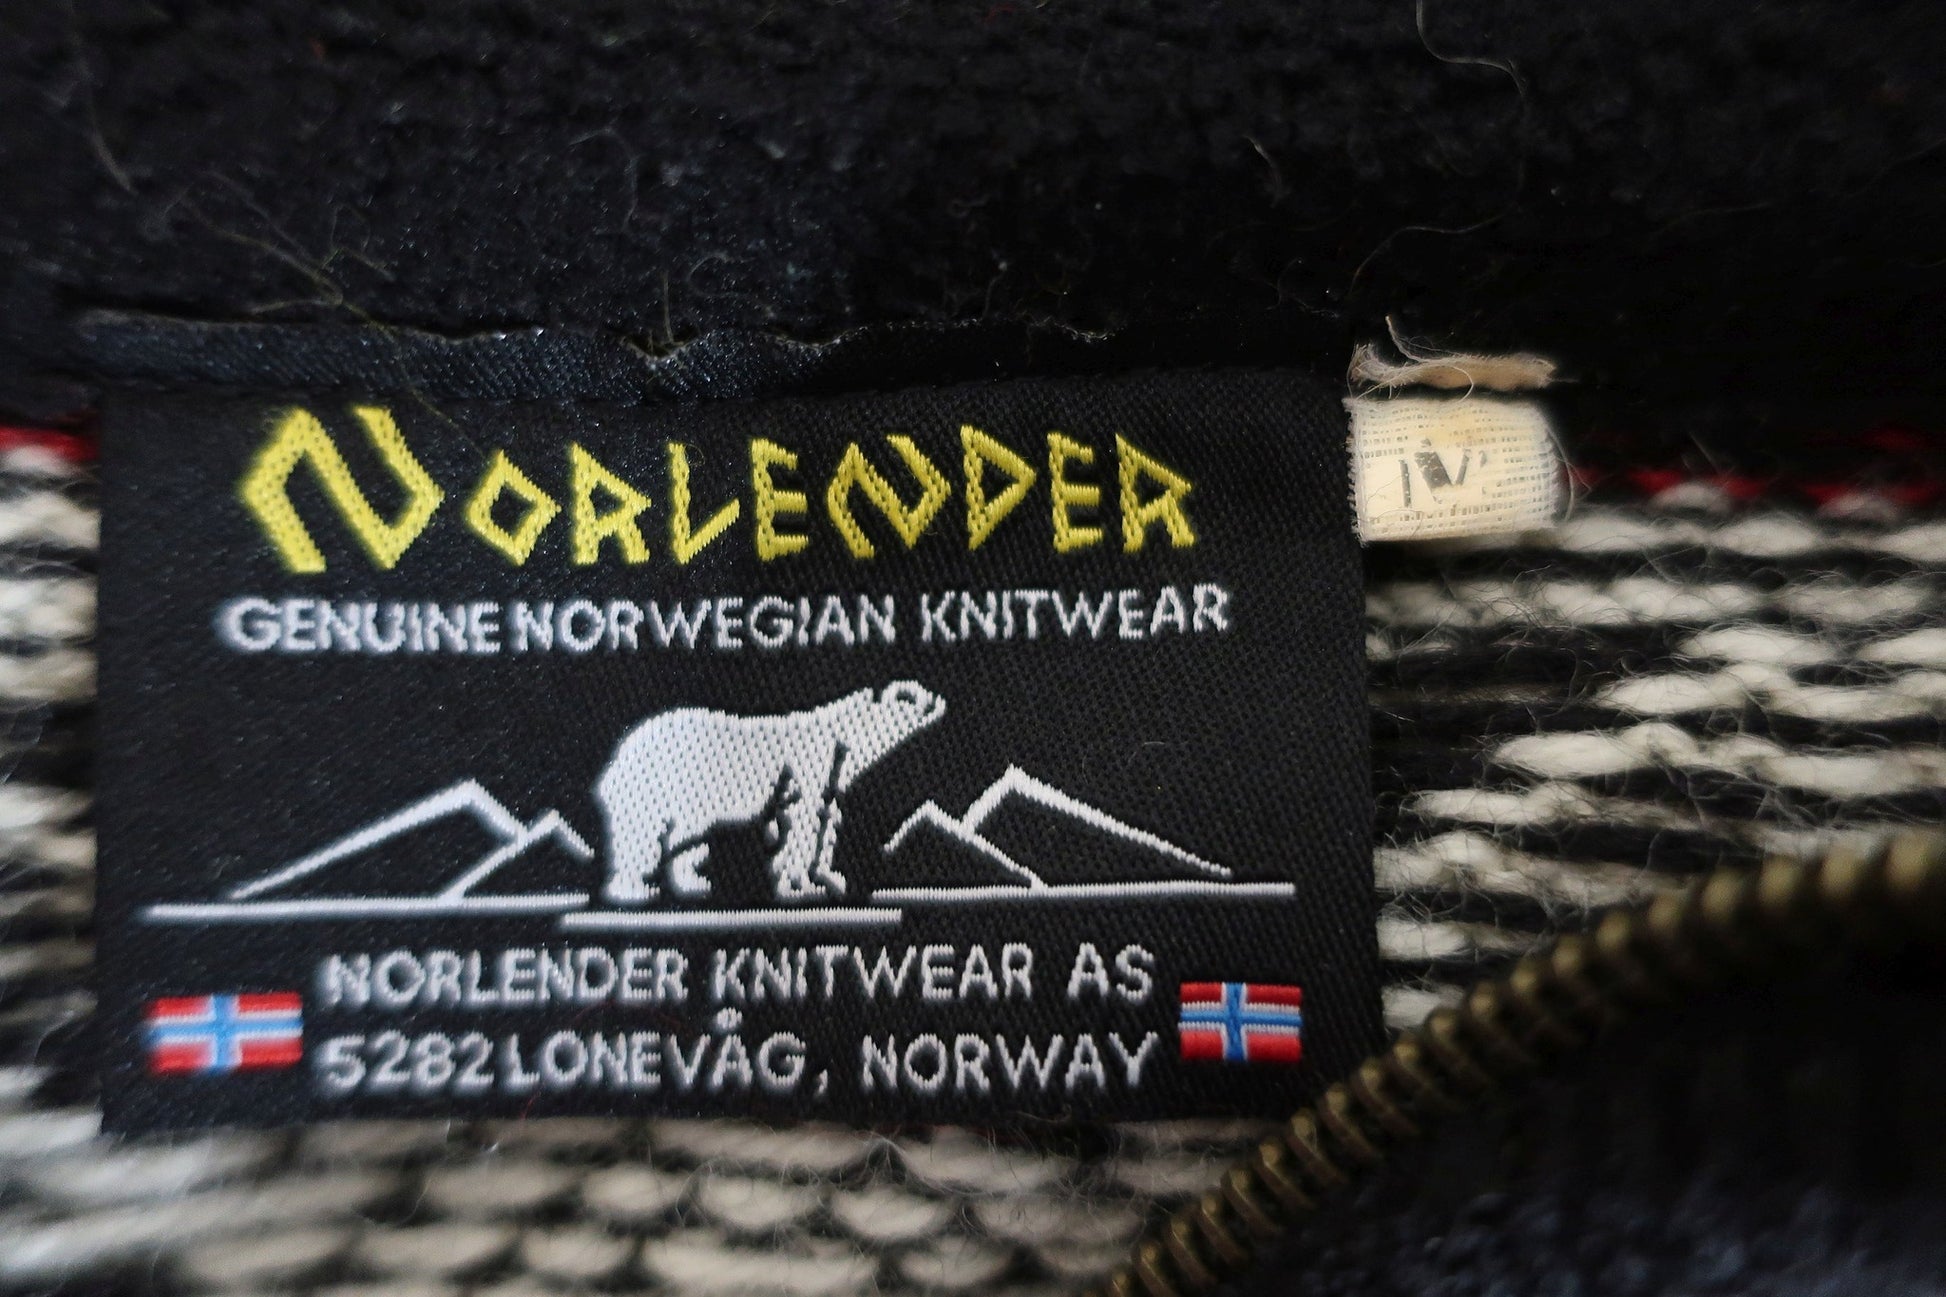 NORLENDER
GENUINE NORWEGIAN KNITWEAR
NORLENDER KNITWEAR AS
5282 LONEVÅG, NORWAY
M